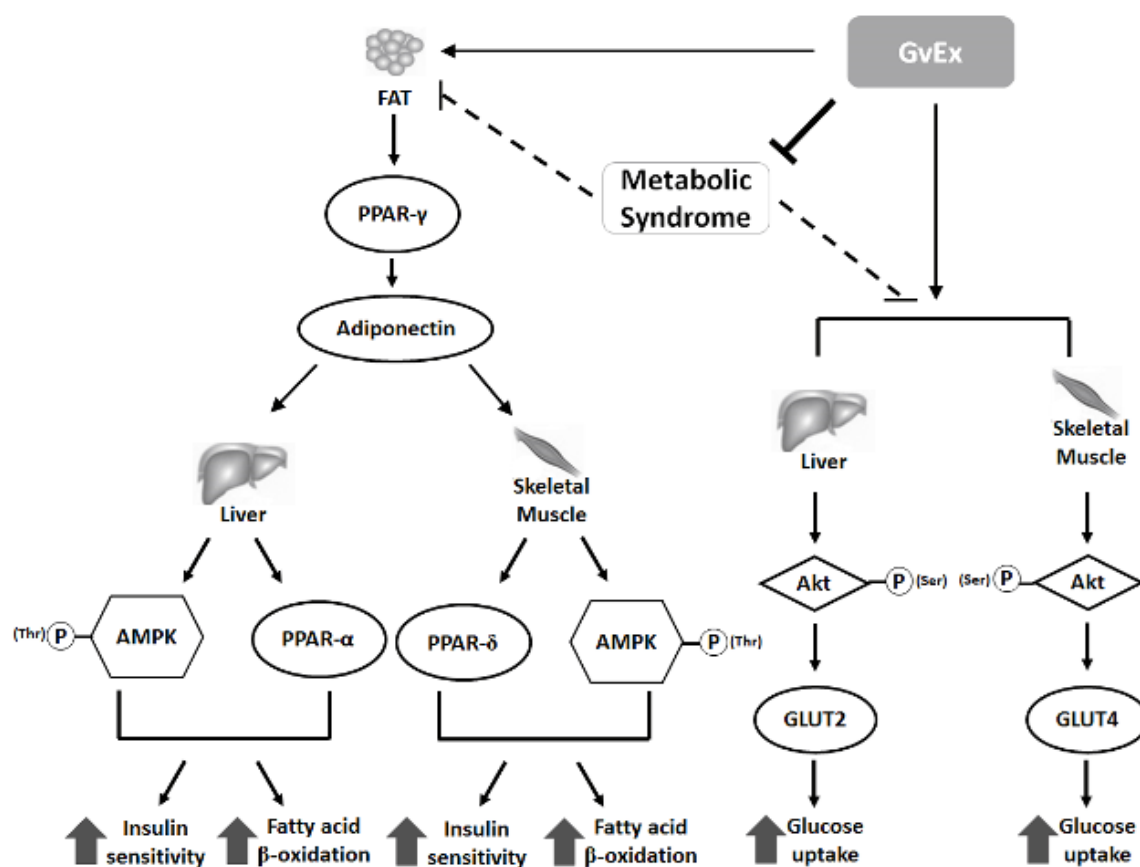 GvEx
FAT
Metabolic
Syndrome
PPAR-γ
Adiponectin
Liver
Skeletal
Muscle
Liver
Skeletal
Muscle
(Thr) P AMPK
PPAR-α
PPAR-δ
AMPK P (Thr)
Akt P (Ser)
(Ser) P Akt
GLUT2
GLUT4
Insulin
sensitivity
Fatty acid
β-oxidation
Insulin
sensitivity
Fatty acid
β-oxidation
Glucose
uptake
Glucose
uptake